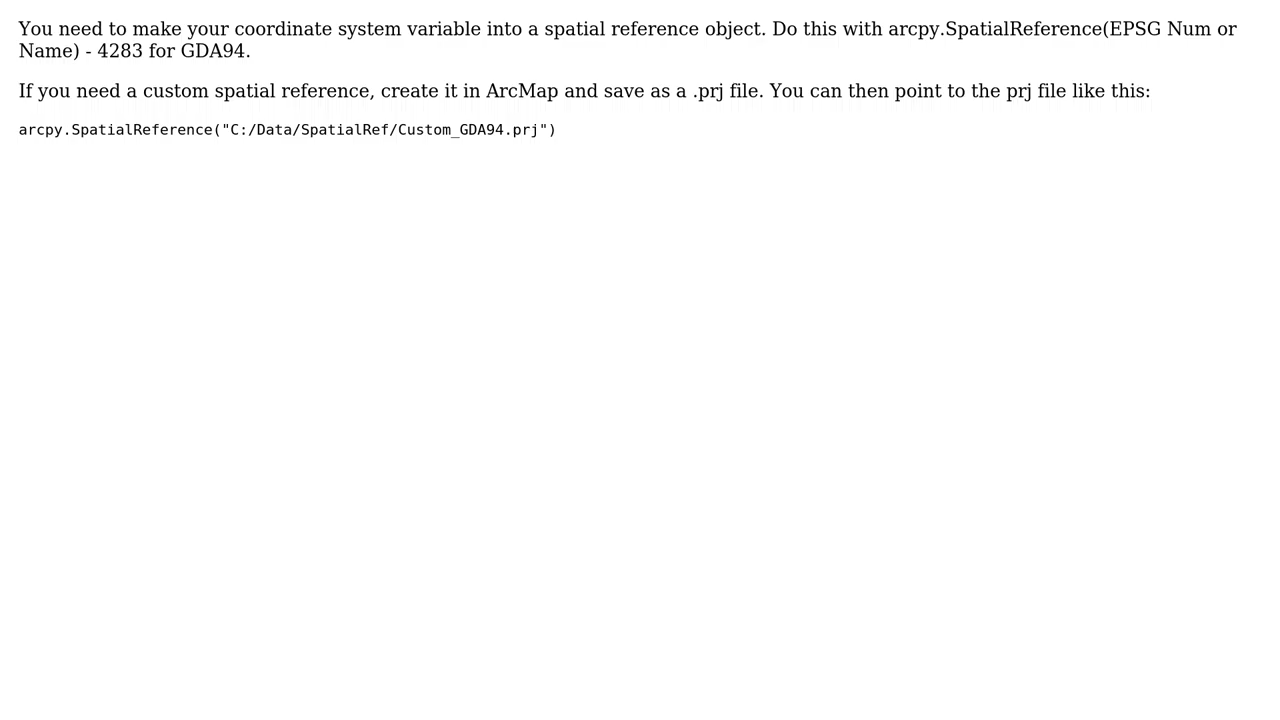 You need to make your coordinate system variable into a spatial reference object. Do this with arcpy.SpatialReference(EPSG Num or
Name) - 4283 for GDA94.
If you need a custom spatial reference, create it in ArcMap and save as a .prj file. You can then point to the prj file like this:
arcpy.SpatialReference("C:/Data/SpatialRef/Custom_GDA94.prj")